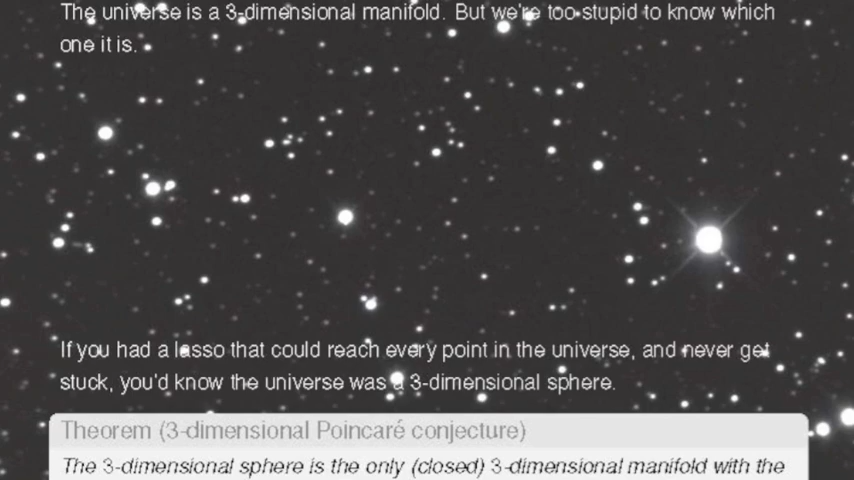 The universe is a 3-dimensional manifold. But we're too stupid to know which
one it is.
If you had a lasso that could reach every point in the universe, and never get
stuck, you'd know the universe was a 3-dimensional sphere.
Theorem (3-dimensional Poincaré conjecture)
The 3-dimensional sphere is the only (closed) 3-dimensional manifold with the